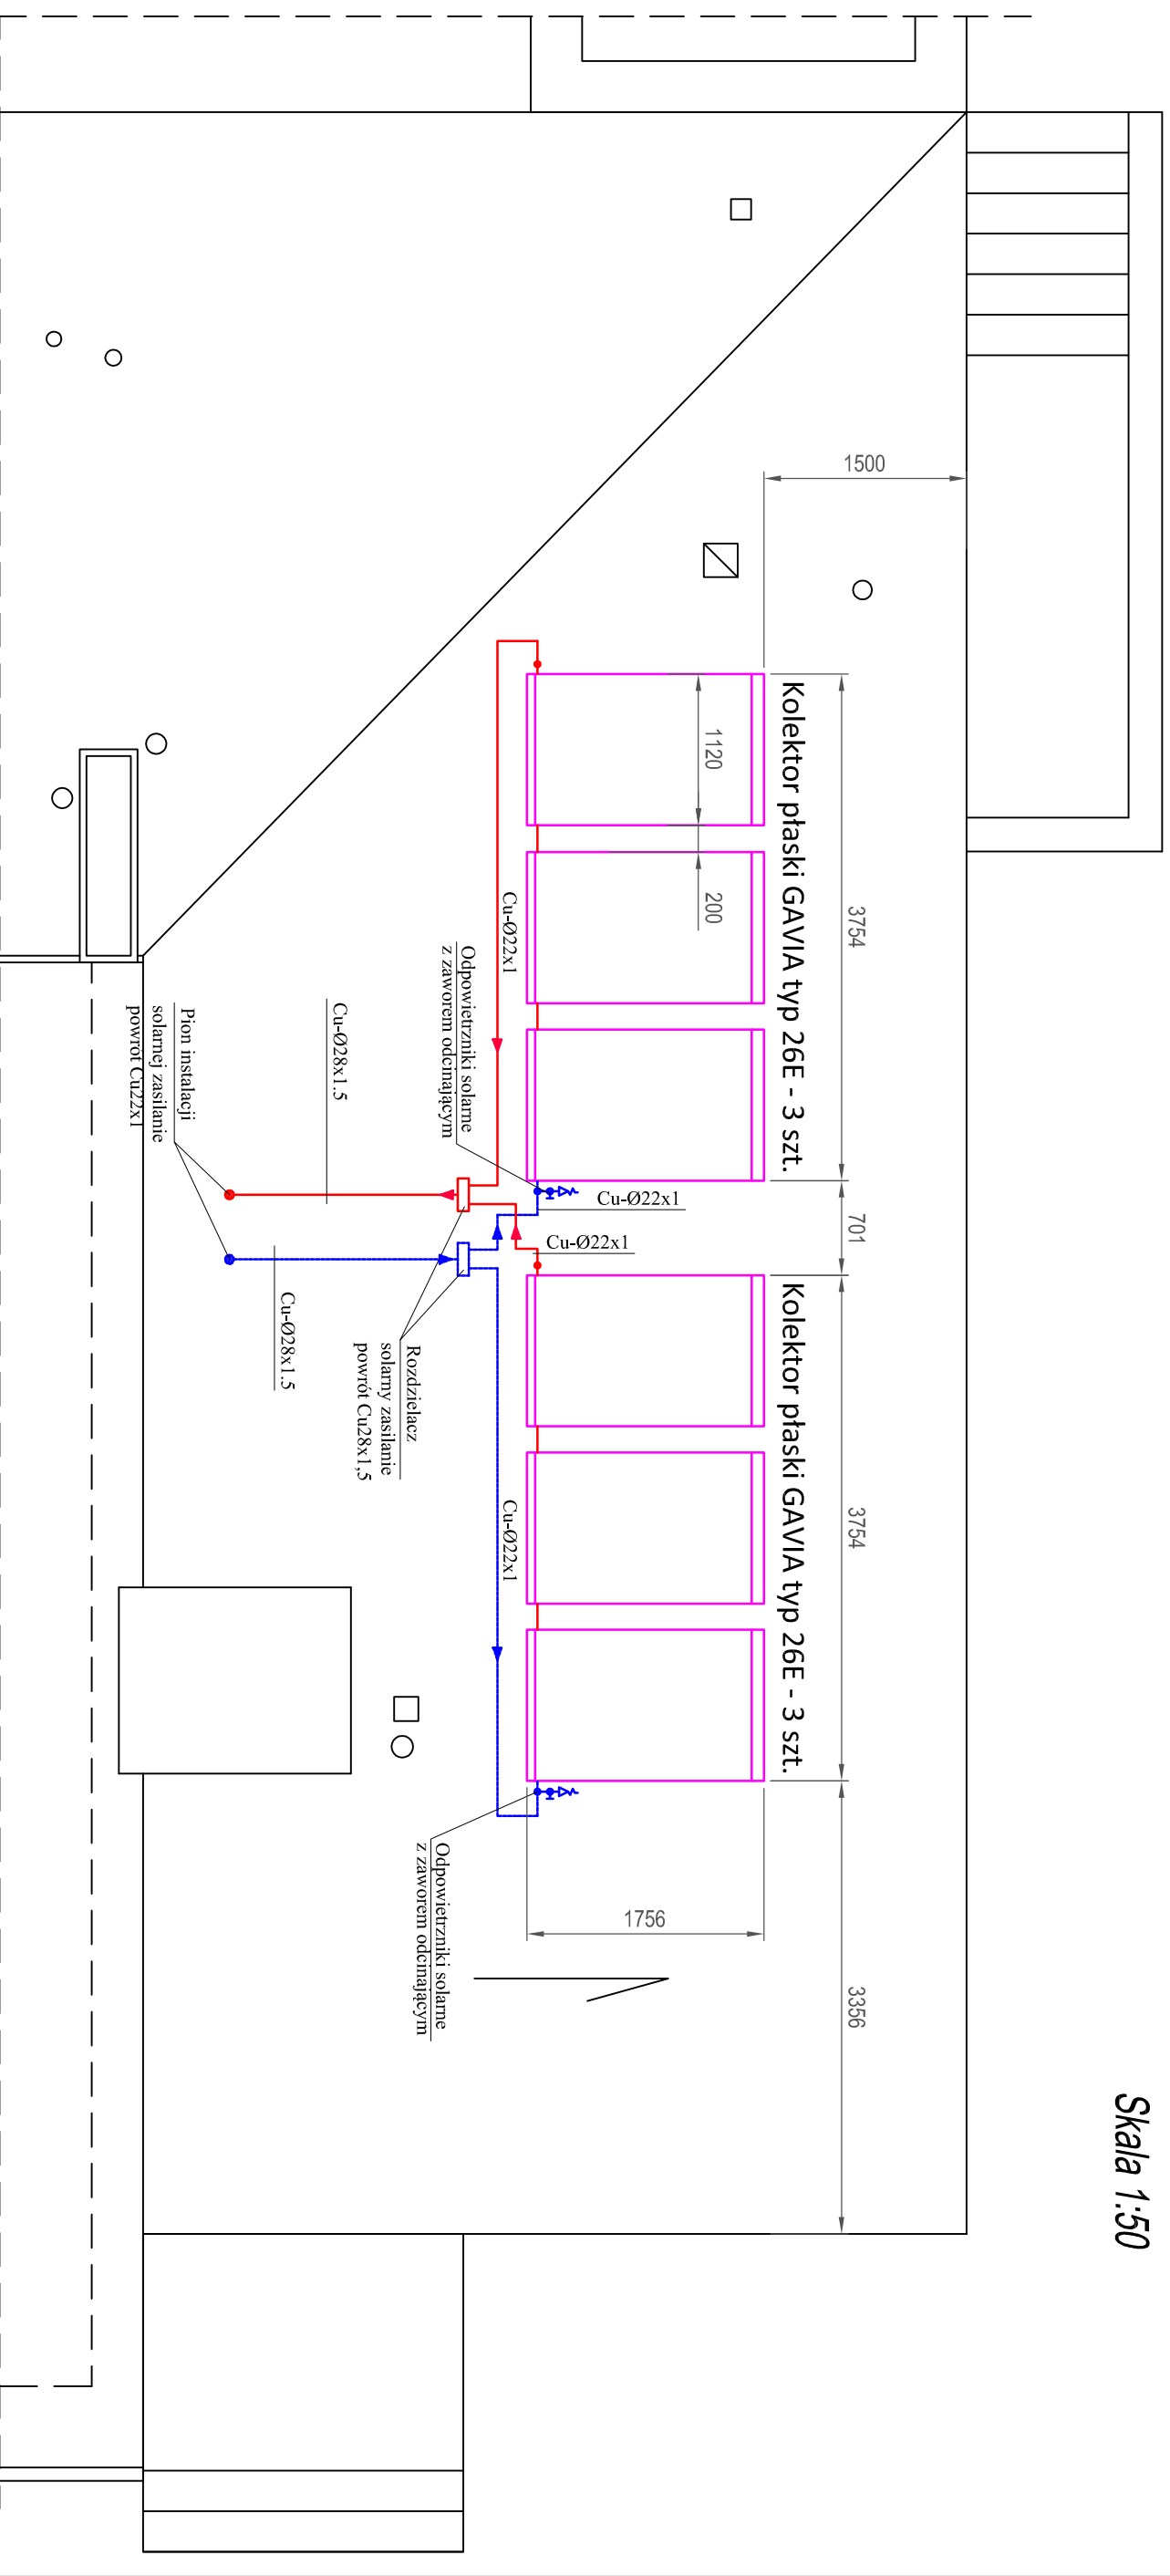 Skala 1:50
1500
3754
701
3754
3356
Kolektor płaski GAVIA typ 26E - 3 szt.
Kolektor płaski GAVIA typ 26E - 3 szt.
1120
200
1756
Cu-Ø22x1
Cu-Ø22x1
Cu-Ø22x1
Cu-Ø22x1
Odpowietrzniki solarne
z zaworem odcinającym
Odpowietrzniki solarne
z zaworem odcinającym
Rozdzielacz
solarny zasilanie
powrót Cu28x1,5
Cu-Ø28x1.5
Cu-Ø28x1.5
Pion instalacji
solarnej zasilanie
powrót Cu22x1